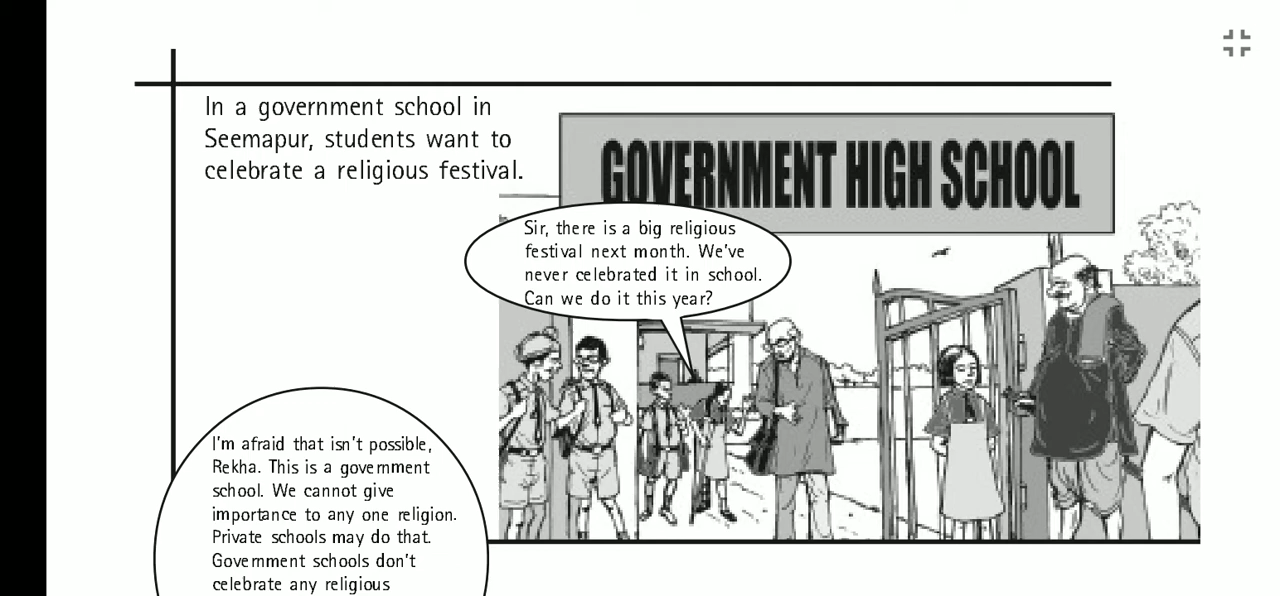 In a government school in
Seemapur, students want to
celebrate a religious festival.
GOVERNMENT HIGH SCHOOL
Sir, there is a big religious
festival next month. We've
never celebrated it in school.
Can we do it this year?
I'm afraid that isn't possible,
Rekha. This is a government
school. We cannot give
importance to any one religion.
Private schools may do that.
Government schools don't
celebrate any religious